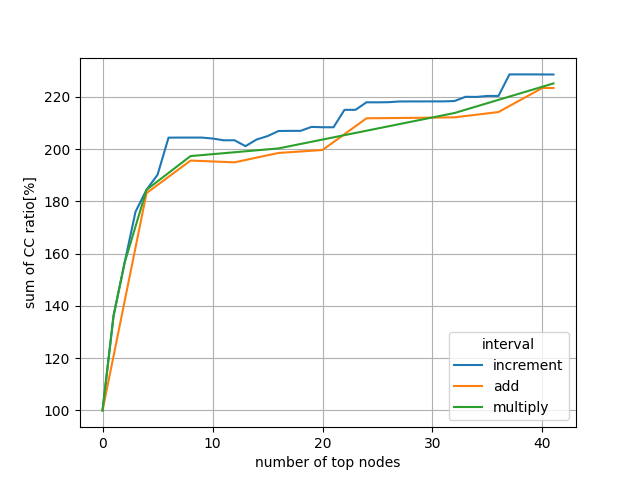 sum of CC ratio[%]
220
200
180
160
140
120
100
0
10
20
30
40
number of top nodes
interval
increment
add
multiply